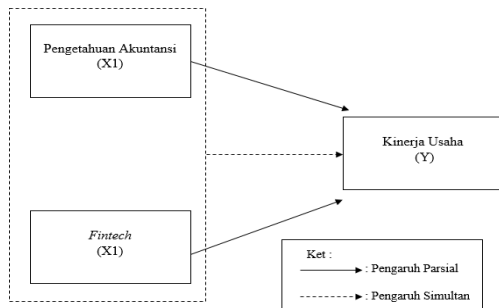 Pengetahuan Akuntansi
(X1)
Kinerja Usaha
(Y)
Fintech
(X1)
Ket :
: Pengaruh Parsial
: Pengaruh Simultan